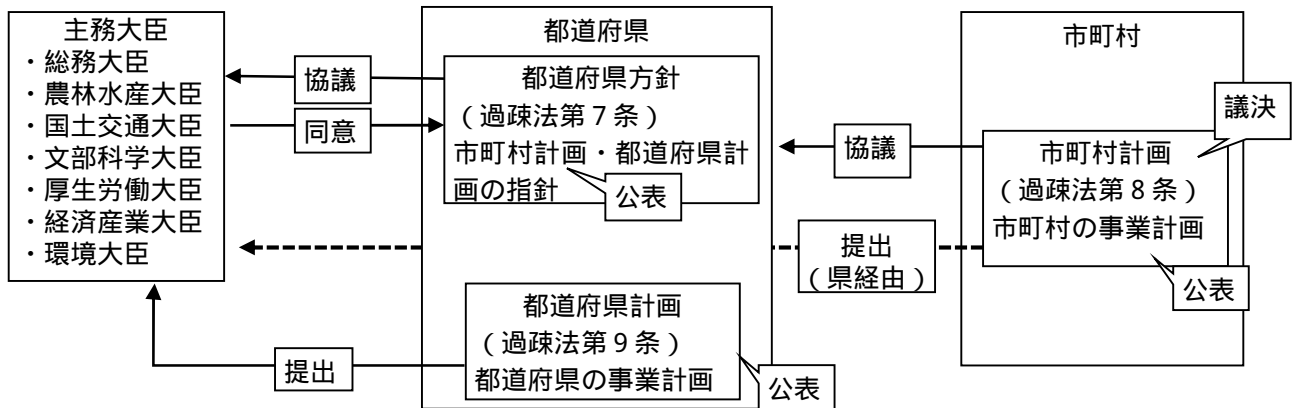 主務大臣
・総務大臣
・農林水産大臣
・国土交通大臣
・文部科学大臣
・厚生労働大臣
・経済産業大臣
・環境大臣
協議
同意
提出
都道府県
都道府県方針
（過疎法第７条）
市町村計画・都道府県計
画の指針
公表
都道府県計画
（過疎法第９条）
都道府県の事業計画
公表
協議
提出
（県経由）
市町村
議決
市町村計画
（過疎法第８条）
市町村の事業計画
公表